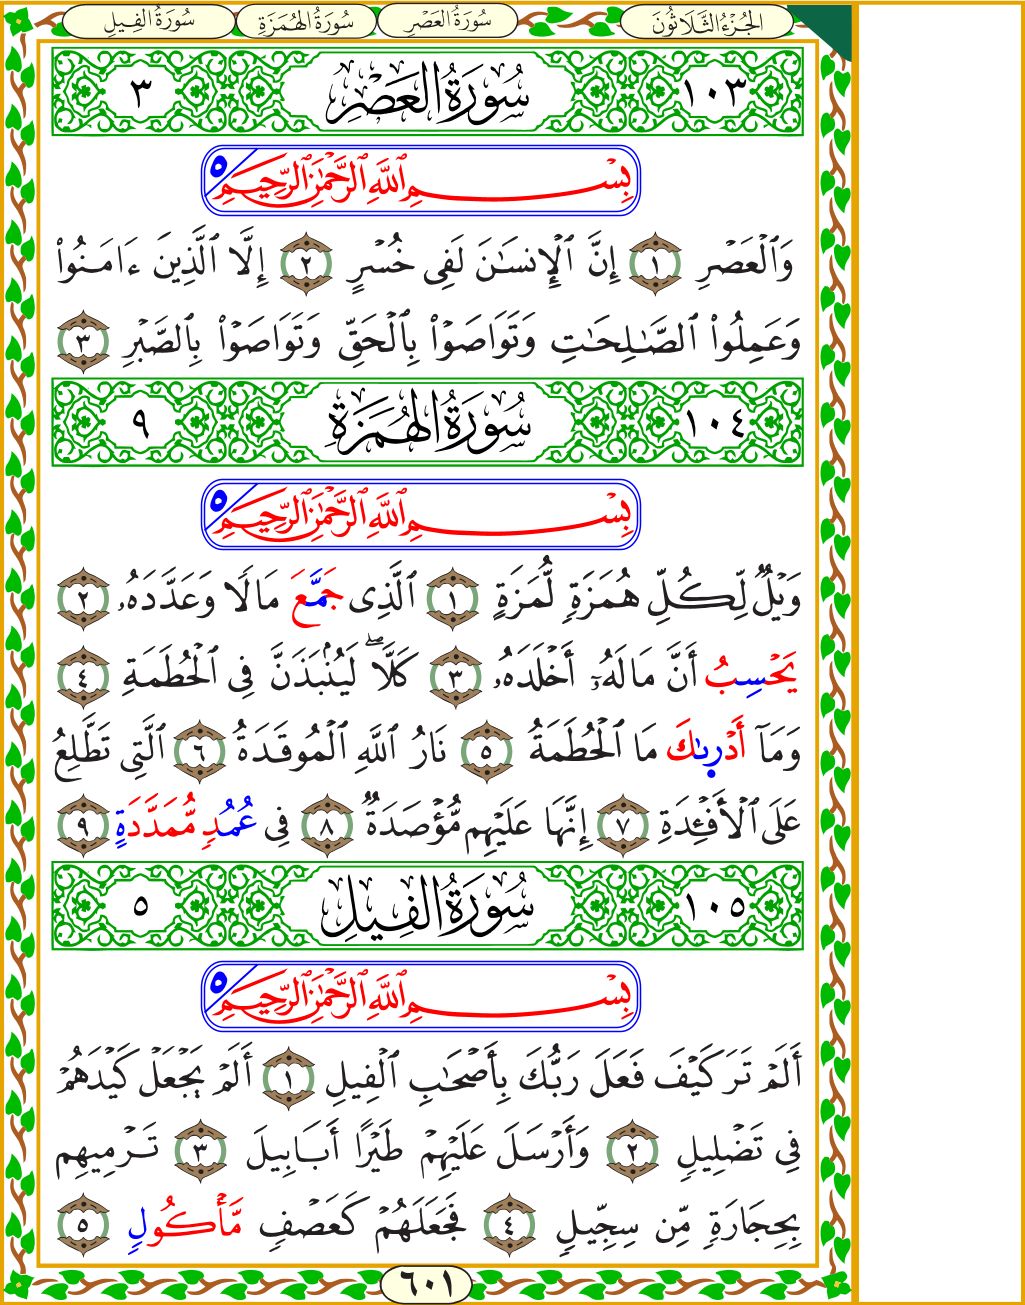 الجُزْءُ الثَّلَاثُونَ سُورَةُ العَصْرِ سُورَةُ الهُمَزَةِ سُورَةُ الفِيلِ
١٠٣ سُورَةُ العَصْرِ ٣
بِسْمِ ٱللَّهِ ٱلرَّحْمَٰنِ ٱلرَّحِيمِ ٥
وَٱلْعَصْرِ ١ إِنَّ ٱلْإِنسَٰنَ لَفِى خُسْرٍ ٢ إِلَّا ٱلَّذِينَ ءَامَنُوا۟
وَعَمِلُوا۟ ٱلصَّٰلِحَٰتِ وَتَوَاصَوْا۟ بِٱلْحَقِّ وَتَوَاصَوْا۟ بِٱلصَّبْرِ ٣
١٠٤ سُورَةُ الهُمَزَةِ ٩
بِسْمِ ٱللَّهِ ٱلرَّحْمَٰنِ ٱلرَّحِيمِ ٥
وَيْلٌ لِّكُلِّ هُمَزَةٍ لُّمَزَةٍ ١ ٱلَّذِى جَمَّعَ مَالًا وَعَدَّدَهُۥ ٢
يَحْسِبُ أَنَّ مَالَهُۥٓ أَخْلَدَهُۥ ٣ كَلَّا ۖ لَيُنۢبَذَنَّ فِى ٱلْحُطَمَةِ ٤
وَمَآ أَدْرِىٰكَ مَا ٱلْحُطَمَةُ ٥ نَارُ ٱللَّهِ ٱلْمُوقَدَةُ ٦ ٱلَّتِى تَطَّلِعُ
عَلَى ٱلْأَفْـِٔدَةِ ٧ إِنَّهَا عَلَيْهِم مُّؤْصَدَةٌ ٨ فِى عُمُدٍ مُّمَدَّدَةٍ ٩
١٠٥ سُورَةُ الفِيلِ ٥
بِسْمِ ٱللَّهِ ٱلرَّحْمَٰنِ ٱلرَّحِيمِ ٥
أَلَمْ تَرَ كَيْفَ فَعَلَ رَبُّكَ بِأَصْحَٰبِ ٱلْفِيلِ ١ أَلَمْ يَجْعَلْ كَيْدَهُمْ
فِى تَضْلِيلٍ ٢ وَأَرْسَلَ عَلَيْهِمْ طَيْرًا أَبَابِيلَ ٣ تَرْمِيهِم
بِحِجَارَةٍ مِّن سِجِّيلٍ ٤ فَجَعَلَهُمْ كَعَصْفٍ مَّأْكُولٍ ٥
٦٠١